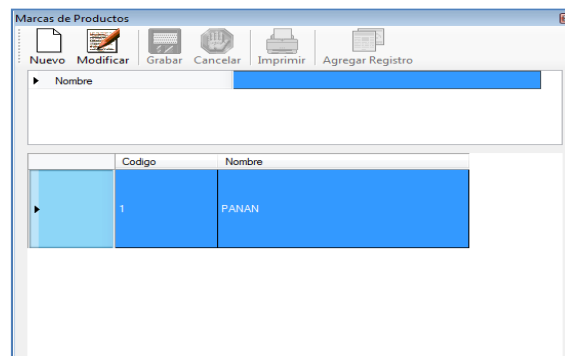 Marcas de Productos
Nuevo Modificar Grabar Cancelar Imprimir Agregar Registro
Nombre
Codigo Nombre
1 PANAN